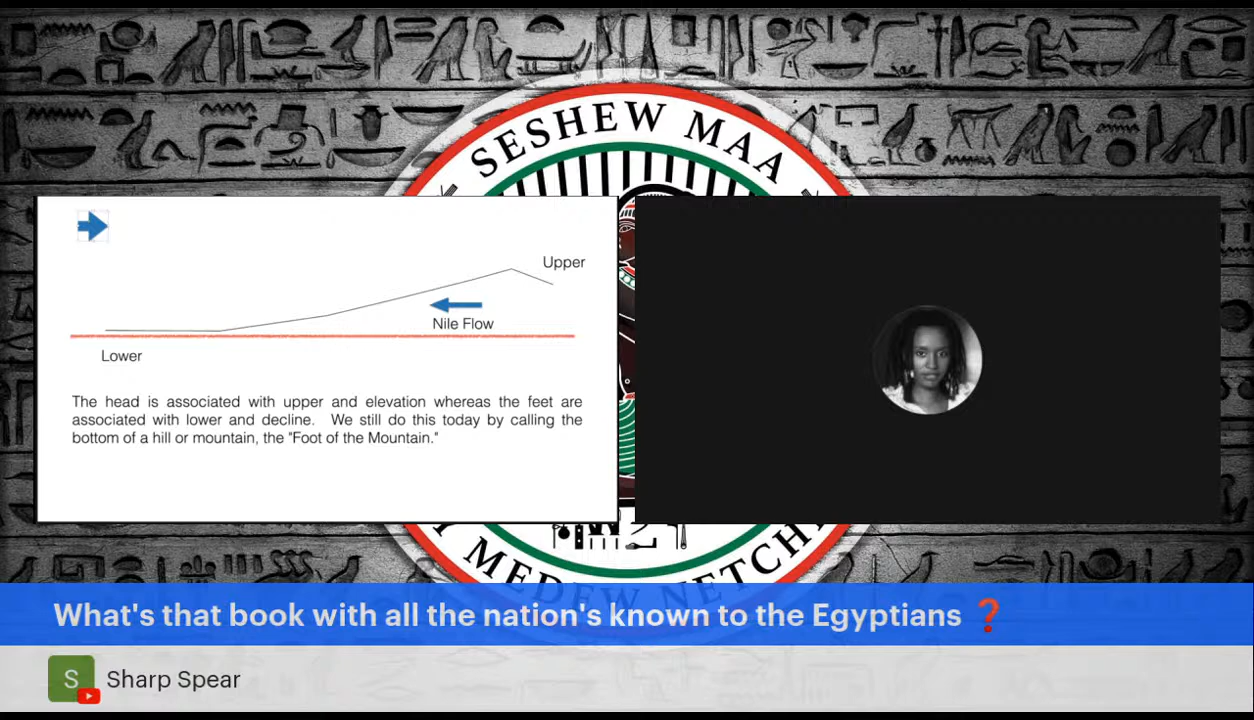 SESHEW MAA
Upper
Nile Flow
Lower
The head is associated with upper and elevation whereas the feet are
associated with lower and decline. We still do this today by calling the
bottom of a hill or mountain, the "Foot of the Mountain."
MEDEW NETCH
What's that book with all the nation's known to the Egyptians ❓
S
Sharp Spear